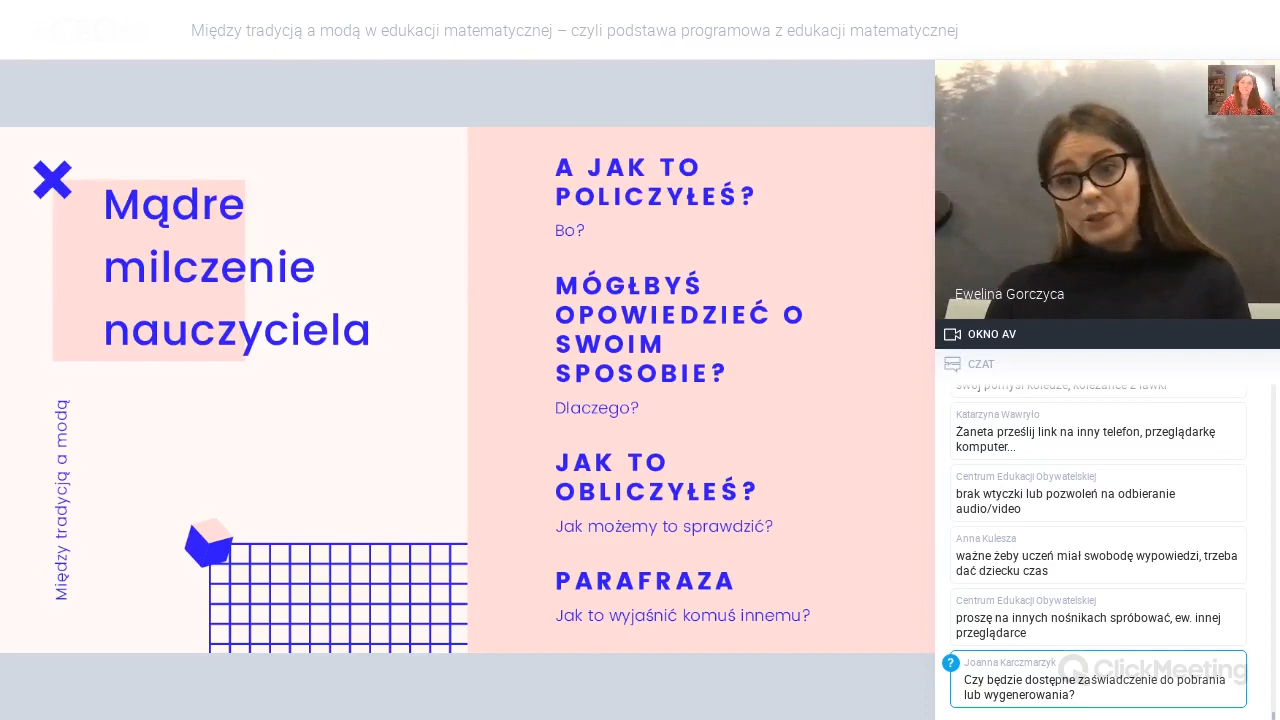 Między tradycją a modą w edukacji matematycznej – czyli podstawa programowa z edukacji matematycznej
Mądre
milczenie
nauczyciela
Między tradycją a modą
A JAK TO
POLICZYŁEŚ?
Bo?
MÓGŁBYŚ
OPOWIEDZIEĆ O
SWOIM
SPOSOBIE?
Dlaczego?
JAK TO
OBLICZYŁEŚ?
Jak możemy to sprawdzić?
PARAFRAZA
Jak to wyjaśnić komuś innemu?
Ewelina Gorczyca
OKNO AV
CZAT
swój pomysł koledze, koleżance z ławki
Katarzyna Wawryło
Żaneta prześlij link na inny telefon, przeglądarkę
komputer...
Centrum Edukacji Obywatelskiej
brak wtyczki lub pozwoleń na odbieranie
audio/video
Anna Kulesza
ważne żeby uczeń miał swobodę wypowiedzi, trzeba
dać dziecku czas
Centrum Edukacji Obywatelskiej
proszę na innych nośnikach spróbować, ew. innej
przeglądarce
?
Joanna Karczmarzyk
ClickMeeting
Czy będzie dostępne zaświadczenie do pobrania
lub wygenerowania?